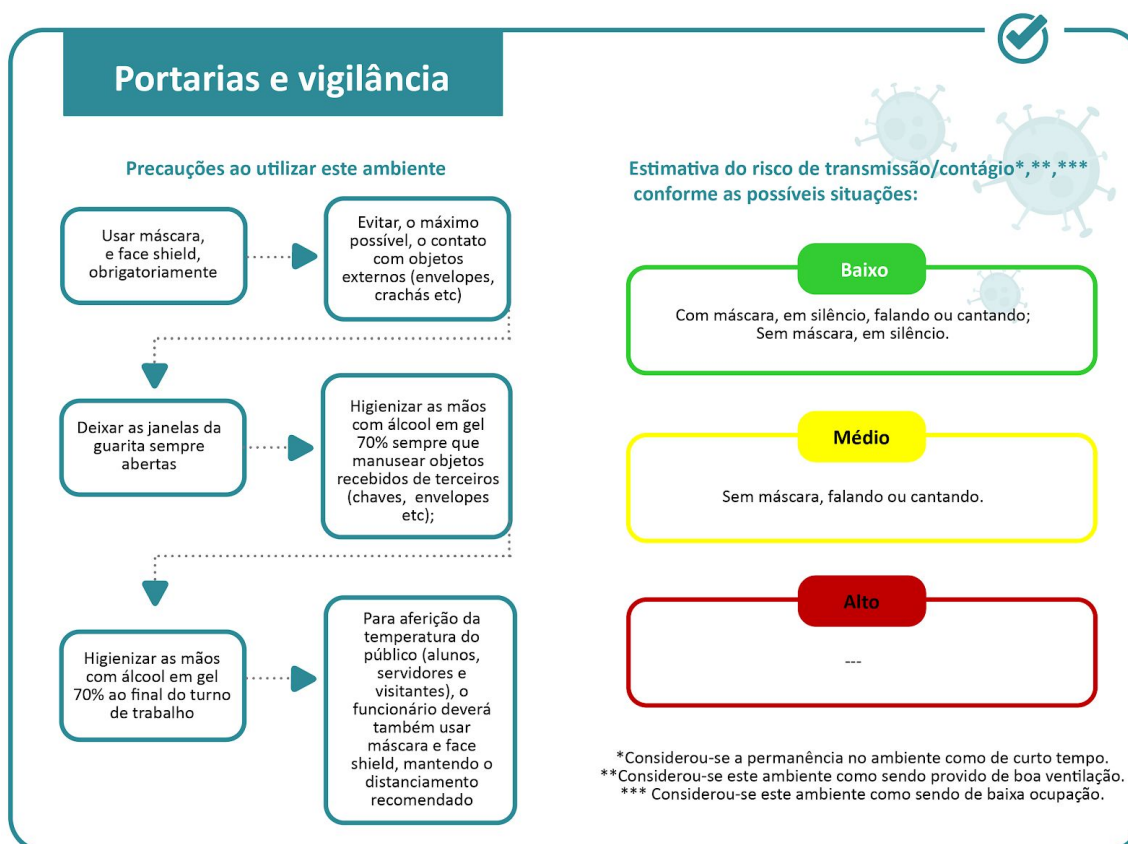 Portarias e vigilância
Precauções ao utilizar este ambiente
Usar máscara,
e face shield,
obrigatoriamente
Evitar, o máximo
possível, o contato
com objetos
externos (envelopes,
crachás etc)
Deixar as janelas da
guarita sempre
abertas
Higienizar as mãos
com álcool em gel
70% sempre que
manusear objetos
recebidos de terceiros
(chaves, envelopes
etc);
Higienizar as mãos
com álcool em gel
70% ao final do turno
de trabalho
Para aferição da
temperatura do
público (alunos,
servidores e
visitantes), o
funcionário deverá
também usar
máscara e face
shield, mantendo o
distanciamento
recomendado
Estimativa do risco de transmissão/contágio*,**,***
conforme as possíveis situações:
Baixo
Com máscara, em silêncio, falando ou cantando;
Sem máscara, em silêncio.
Médio
Sem máscara, falando ou cantando.
Alto
---
*Considerou-se a permanência no ambiente como de curto tempo.
**Considerou-se este ambiente como sendo provido de boa ventilação.
*** Considerou-se este ambiente como sendo de baixa ocupação.